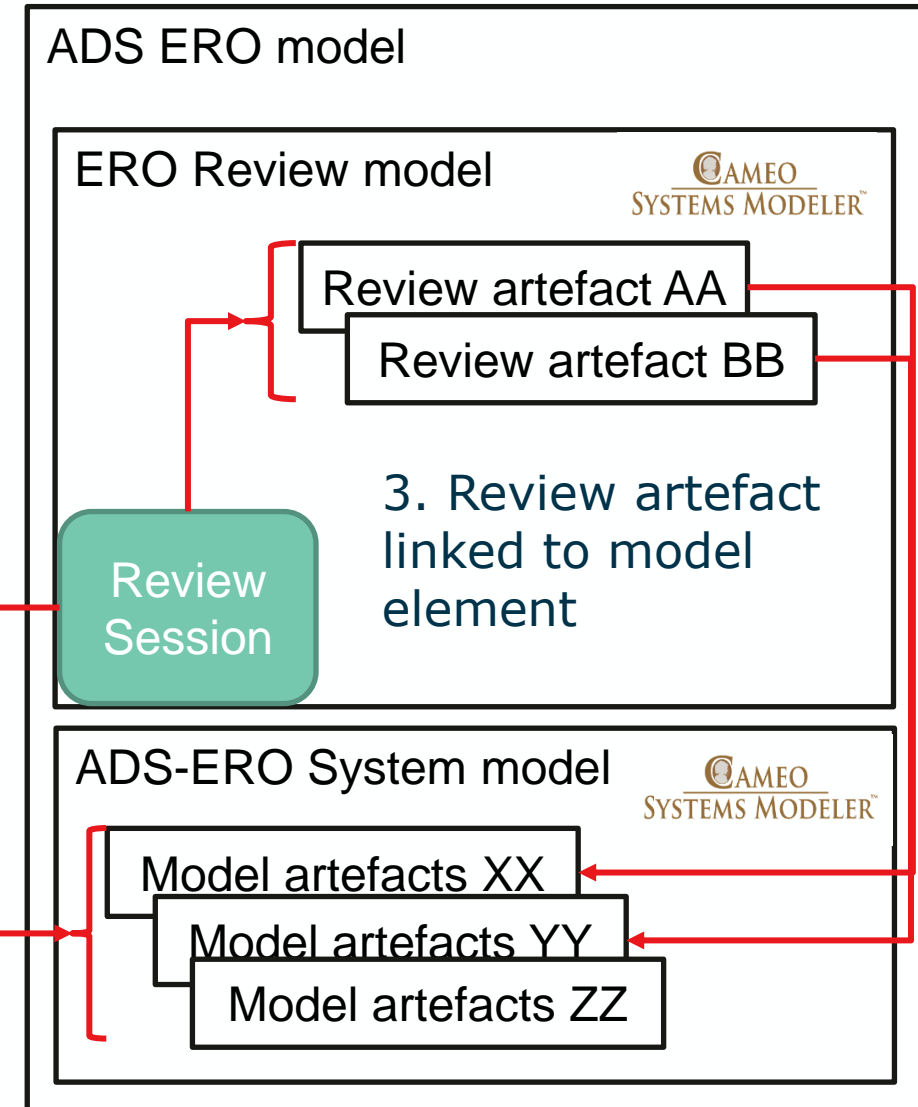 ADS ERO model
ERO Review model
CAMEO
SYSTEMS MODELER™
Review artefact AA
Review artefact BB
3. Review artefact
linked to model
element
Review
Session
ADS-ERO System model
CAMEO
SYSTEMS MODELER™
Model artefacts XX
Model artefacts YY
Model artefacts ZZ